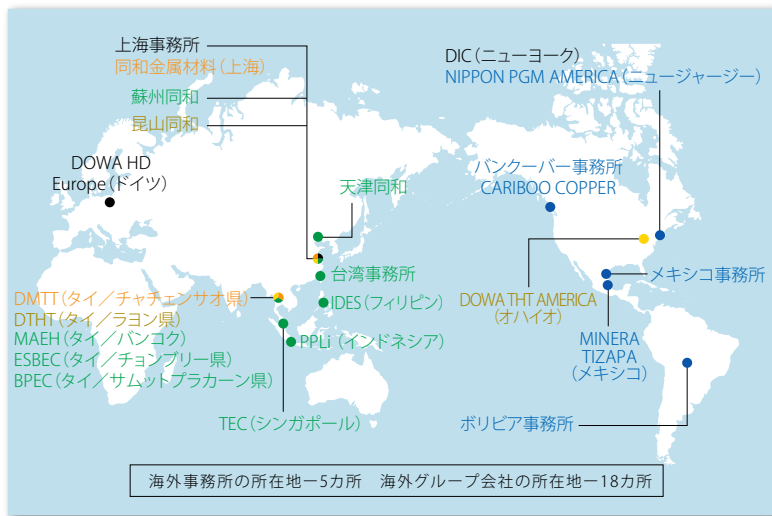 上海事務所
同和金属材料（上海）
蘇州同和
昆山同和
DOWA HD
Europe（ドイツ）
天津同和
台湾事務所
IDES（フィリピン）
PPLi（インドネシア）
DMTT（タイ／チャチェンサオ県）
DTHT（タイ／ラヨン県）
MAEH（タイ／バンコク）
ESBEC（タイ／チョンブリー県）
BPEC（タイ／サムットプラカーン県）
TEC（シンガポール）
DIC（ニューヨーク）
NIPPON PGM AMERICA（ニュージャージー）
バンクーバー事務所
CARIBOO COPPER
メキシコ事務所
DOWA THT AMERICA
（オハイオ）
MINERA
TIZAPA
（メキシコ）
ボリビア事務所
海外事務所の所在地ー5カ所　海外グループ会社の所在地ー18カ所